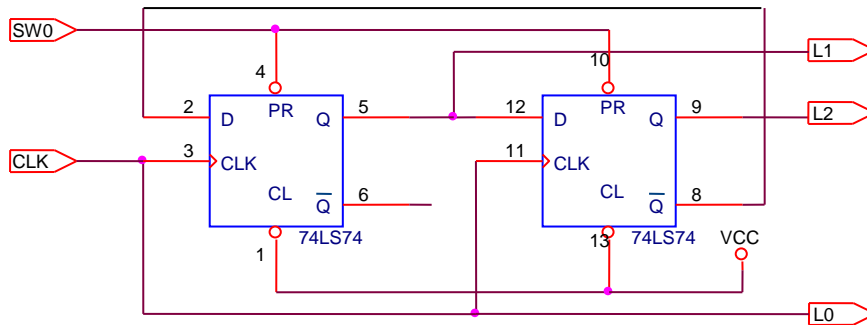 SW0
L1
4
10
2
D
PR
Q
5
12
D
PR
Q
9
L2
CLK
3
CLK
11
CLK
CL
6
Q
CL
8
Q
1
74LS74
13
74LS74
VCC
L0